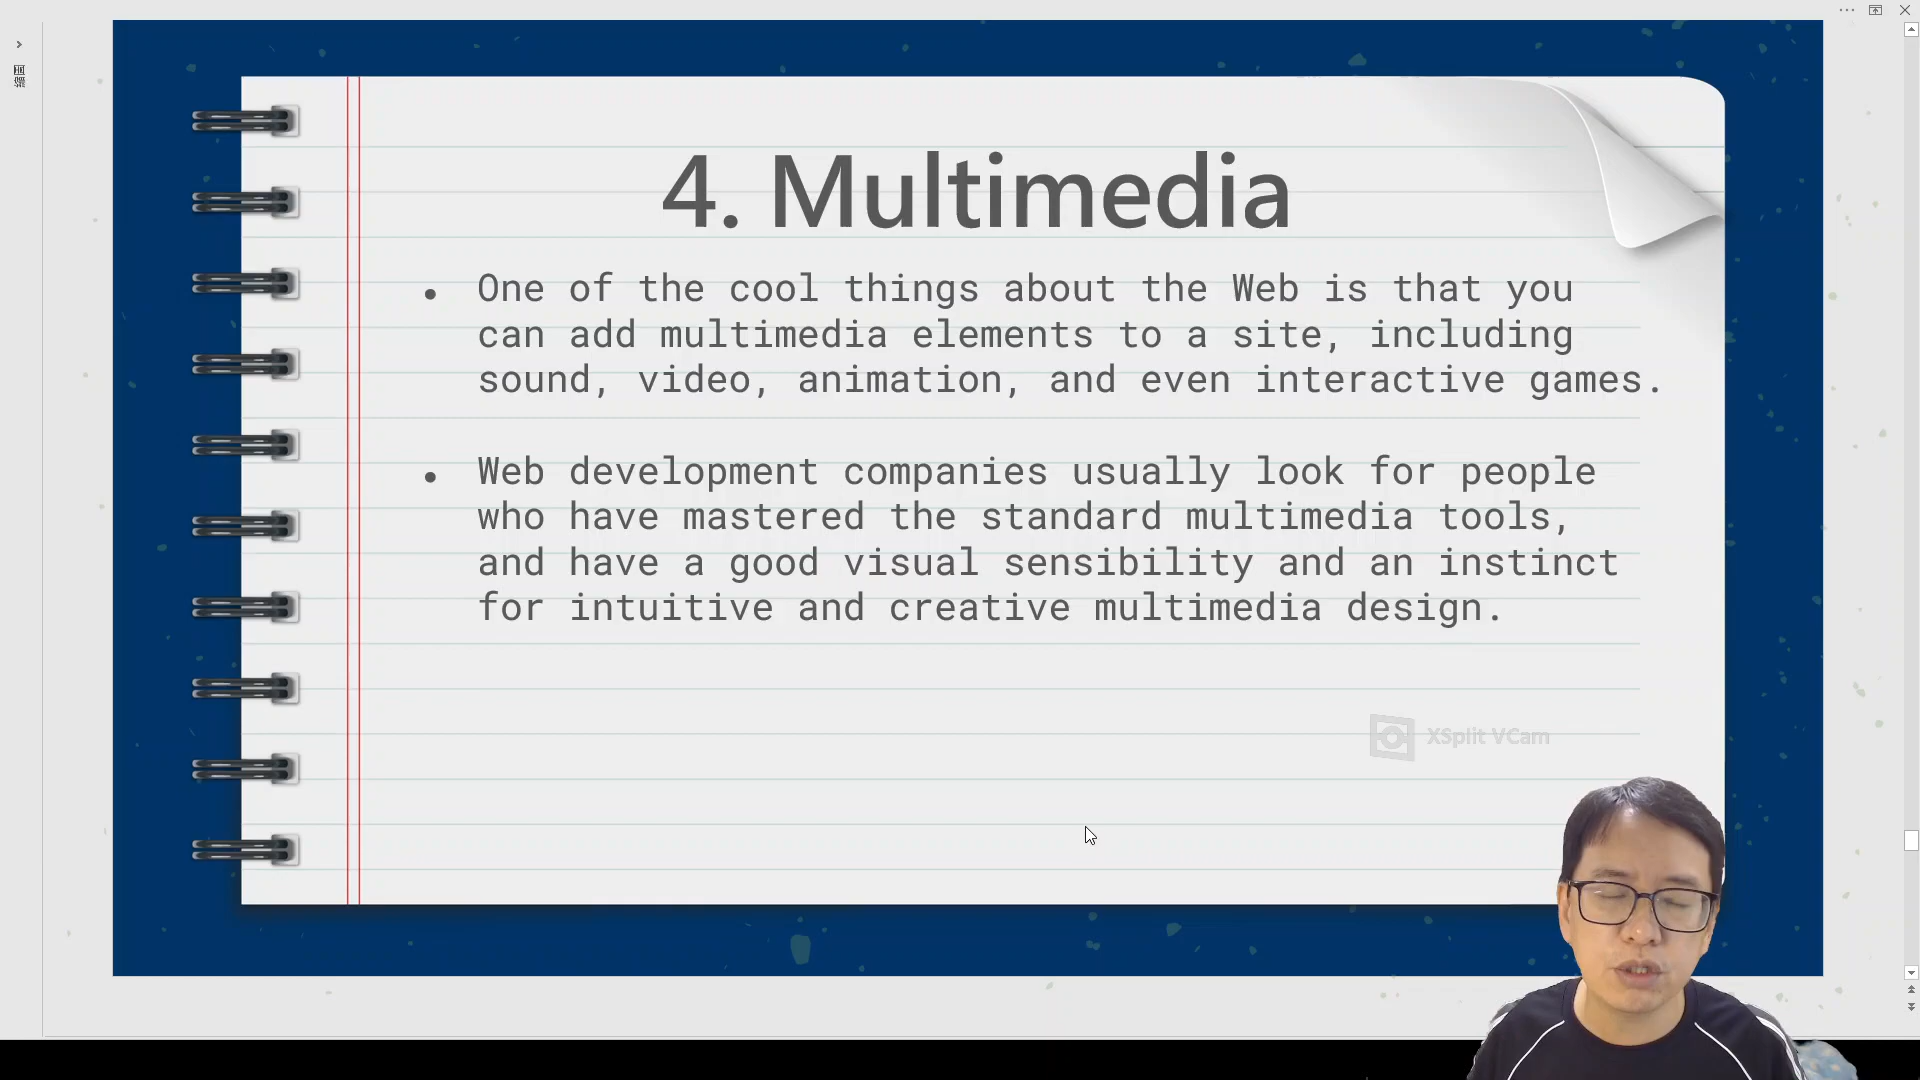 4. Multimedia
• One of the cool things about the Web is that you
can add multimedia elements to a site, including
sound, video, animation, and even interactive games.
• Web development companies usually look for people
who have mastered the standard multimedia tools,
and have a good visual sensibility and an instinct
for intuitive and creative multimedia design.
XSplit VCam